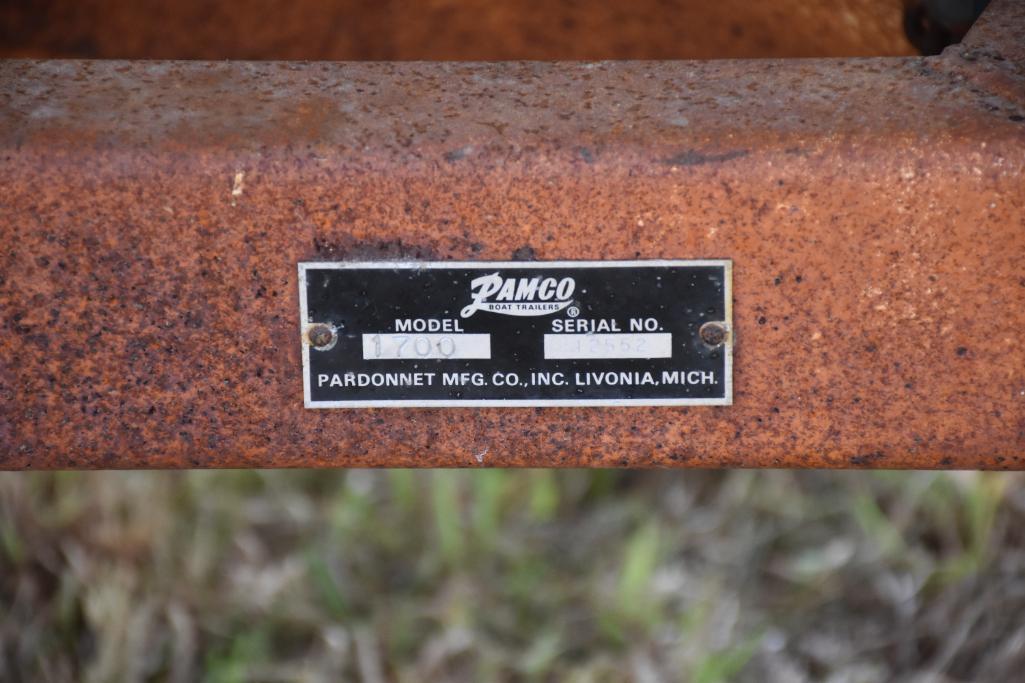 PAMCO
BOAT TRAILERS ®
MODEL SERIAL NO.
1700
PARDONNET MFG. CO., INC. LIVONIA, MICH.